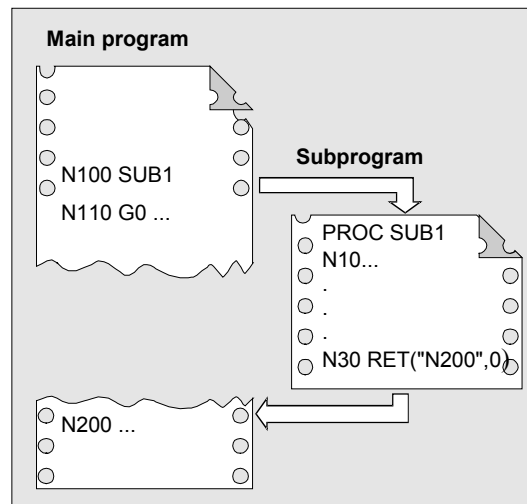 Main program
N100 SUB1
N110 G0 ...
Subprogram
PROC SUB1
N10...
.
.
.
N30 RET("N200",0)
N200 ...